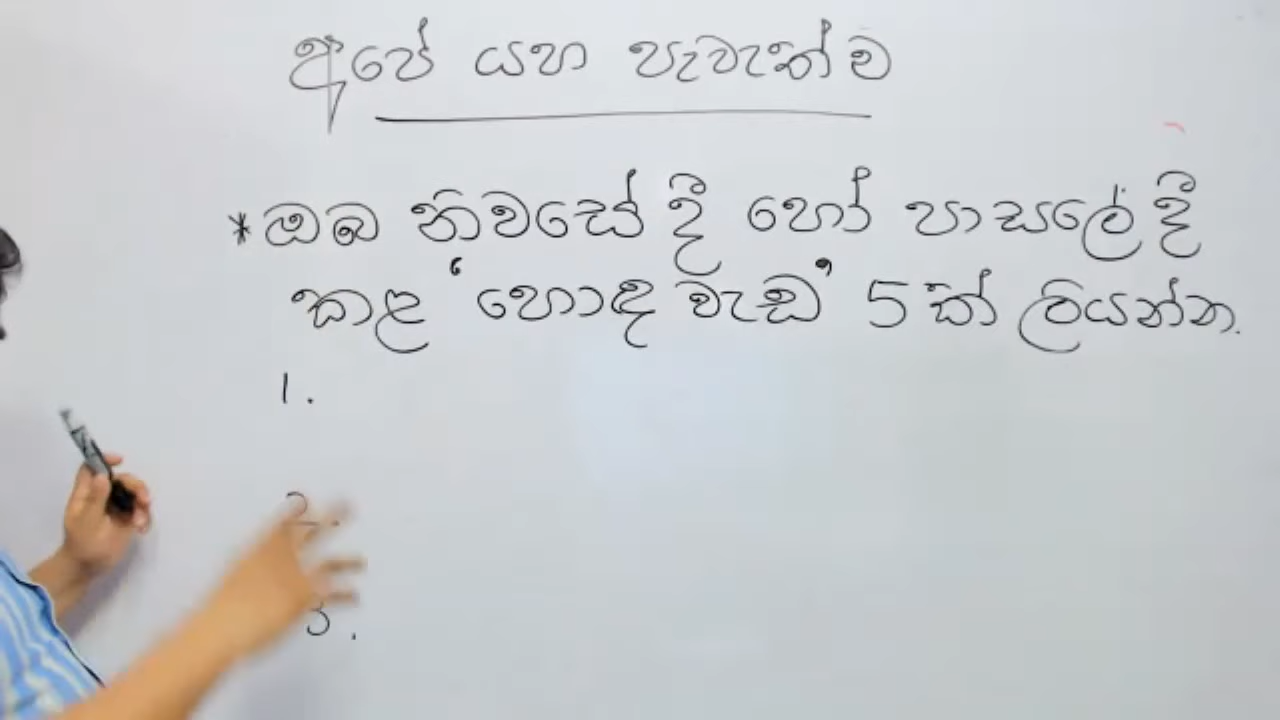 අපේ යහ පැවැත්ම
*ඔබ නිවසේ දී හෝ පාසලේ දී
කළ ‘හොඳ වැඩ’ 5ක් ලියන්න.
1.
2.
3.